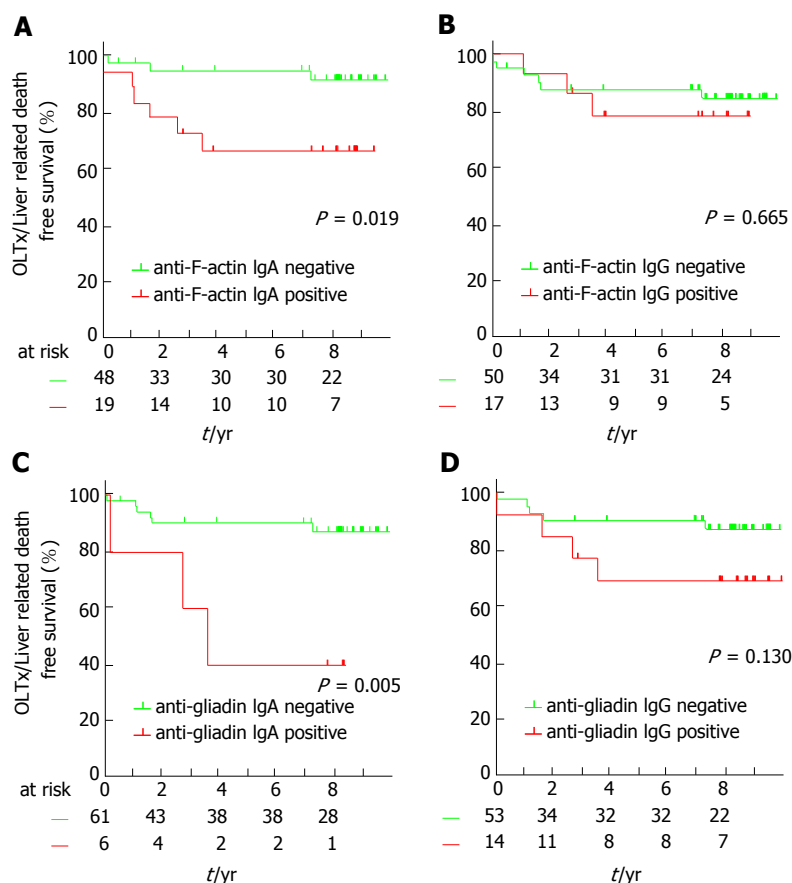 A
OLTx/Liver related death
free survival (%)
100
80
60
40
20
0
P = 0.019
anti-F-actin IgA negative
anti-F-actin IgA positive
0 2 4 6 8
at risk
48 33 30 30 22
19 14 10 10 7
t/yr
B
100
80
60
40
20
0
P = 0.665
anti-F-actin IgG negative
anti-F-actin IgG positive
0 2 4 6 8
50 34 31 31 24
17 13 9 9 5
t/yr
C
OLTx/Liver related death
free survival (%)
100
80
60
40
20
0
P = 0.005
anti-gliadin IgA negative
anti-gliadin IgA positive
0 2 4 6 8
at risk
61 43 38 38 28
6 4 2 2 1
t/yr
D
100
80
60
40
20
0
P = 0.130
anti-gliadin IgG negative
anti-gliadin IgG positive
0 2 4 6 8
53 34 32 32 22
14 11 8 8 7
t/yr